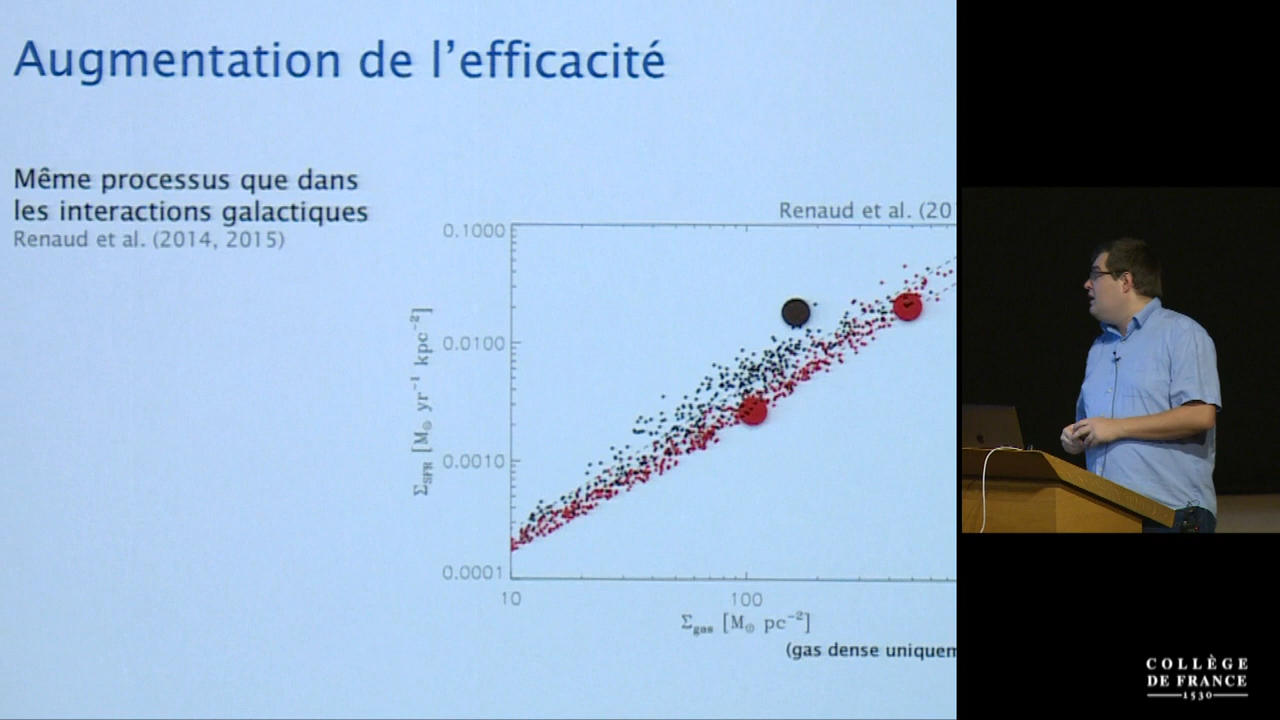 Augmentation de l'efficacité
Même processus que dans
les interactions galactiques
Renaud et al. (2014, 2015)
Renaud et al. (20
0.1000
0.0100
0.0010
0.0001
ΣSFR [M⊙ yr⁻¹ kpc⁻²]
10
100
Σgas [M⊙ pc⁻²]
(gas dense uniquem
COLLÈGE
DE FRANCE
1530